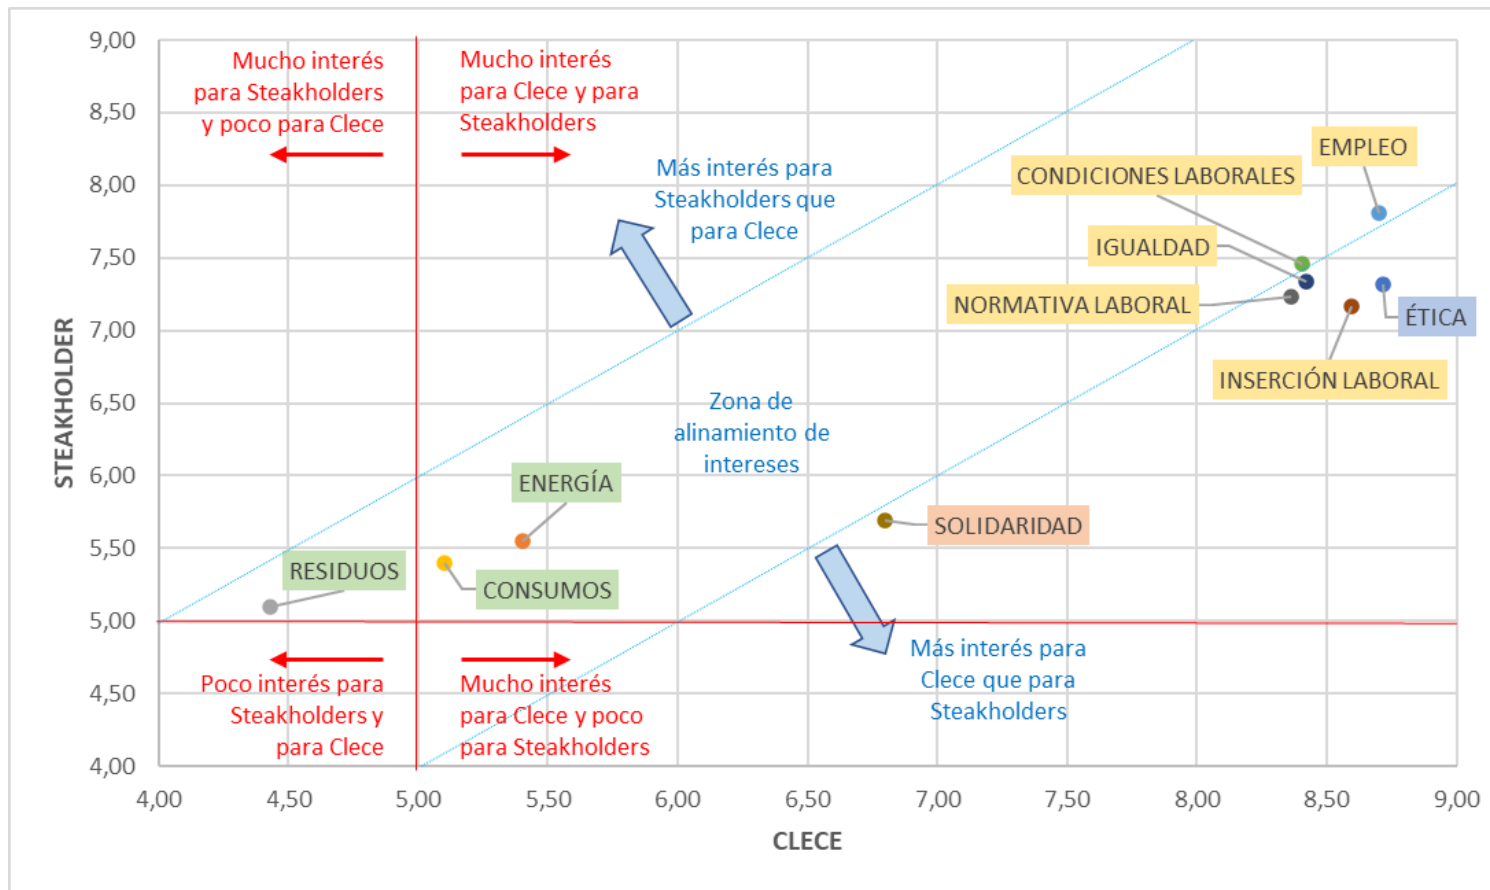 9,00
8,50
8,00
7,50
7,00
6,50
6,00
5,50
5,00
4,50
4,00
STEAKHOLDER
Mucho interés
para Steakholders
y poco para Clece
Mucho interés
para Clece y para
Steakholders
Más interés para
Steakholders que
para Clece
EMPLEO
CONDICIONES LABORALES
IGUALDAD
NORMATIVA LABORAL
ÉTICA
INSERCIÓN LABORAL
Zona de
alinamiento de
intereses
ENERGÍA
SOLIDARIDAD
RESIDUOS
CONSUMOS
Poco interés para
Steakholders y
para Clece
Mucho interés
para Clece y poco
para Steakholders
Más interés para
Clece que para
Steakholders
4,00 4,50 5,00 5,50 6,00 6,50 7,00 7,50 8,00 8,50 9,00
CLECE